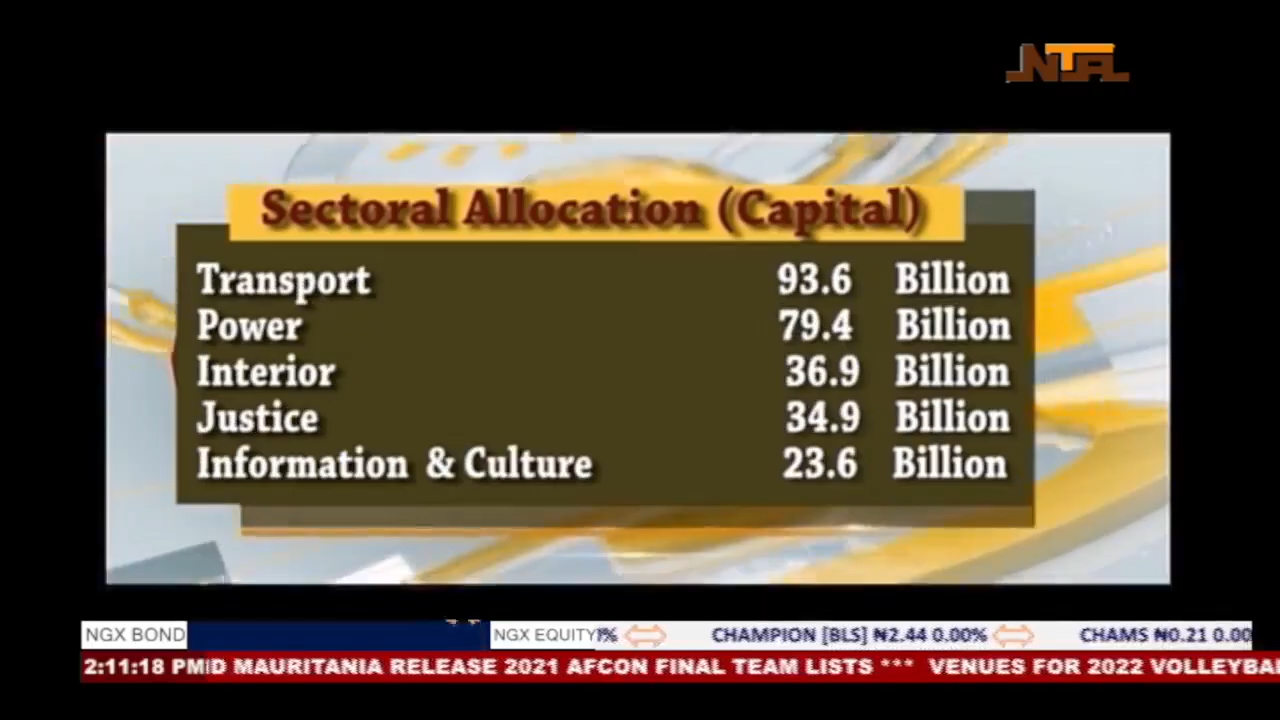 NTA
Sectoral Allocation (Capital)
Transport 93.6 Billion
Power 79.4 Billion
Interior 36.9 Billion
Justice 34.9 Billion
Information & Culture 23.6 Billion
NGX BOND NGX EQUITY % CHAMPION [BLS] ₦2.44 0.00% CHAMS ₦0.21 0.00
2:11:18 PM D MAURITANIA RELEASE 2021 AFCON FINAL TEAM LISTS *** VENUES FOR 2022 VOLLEYBA